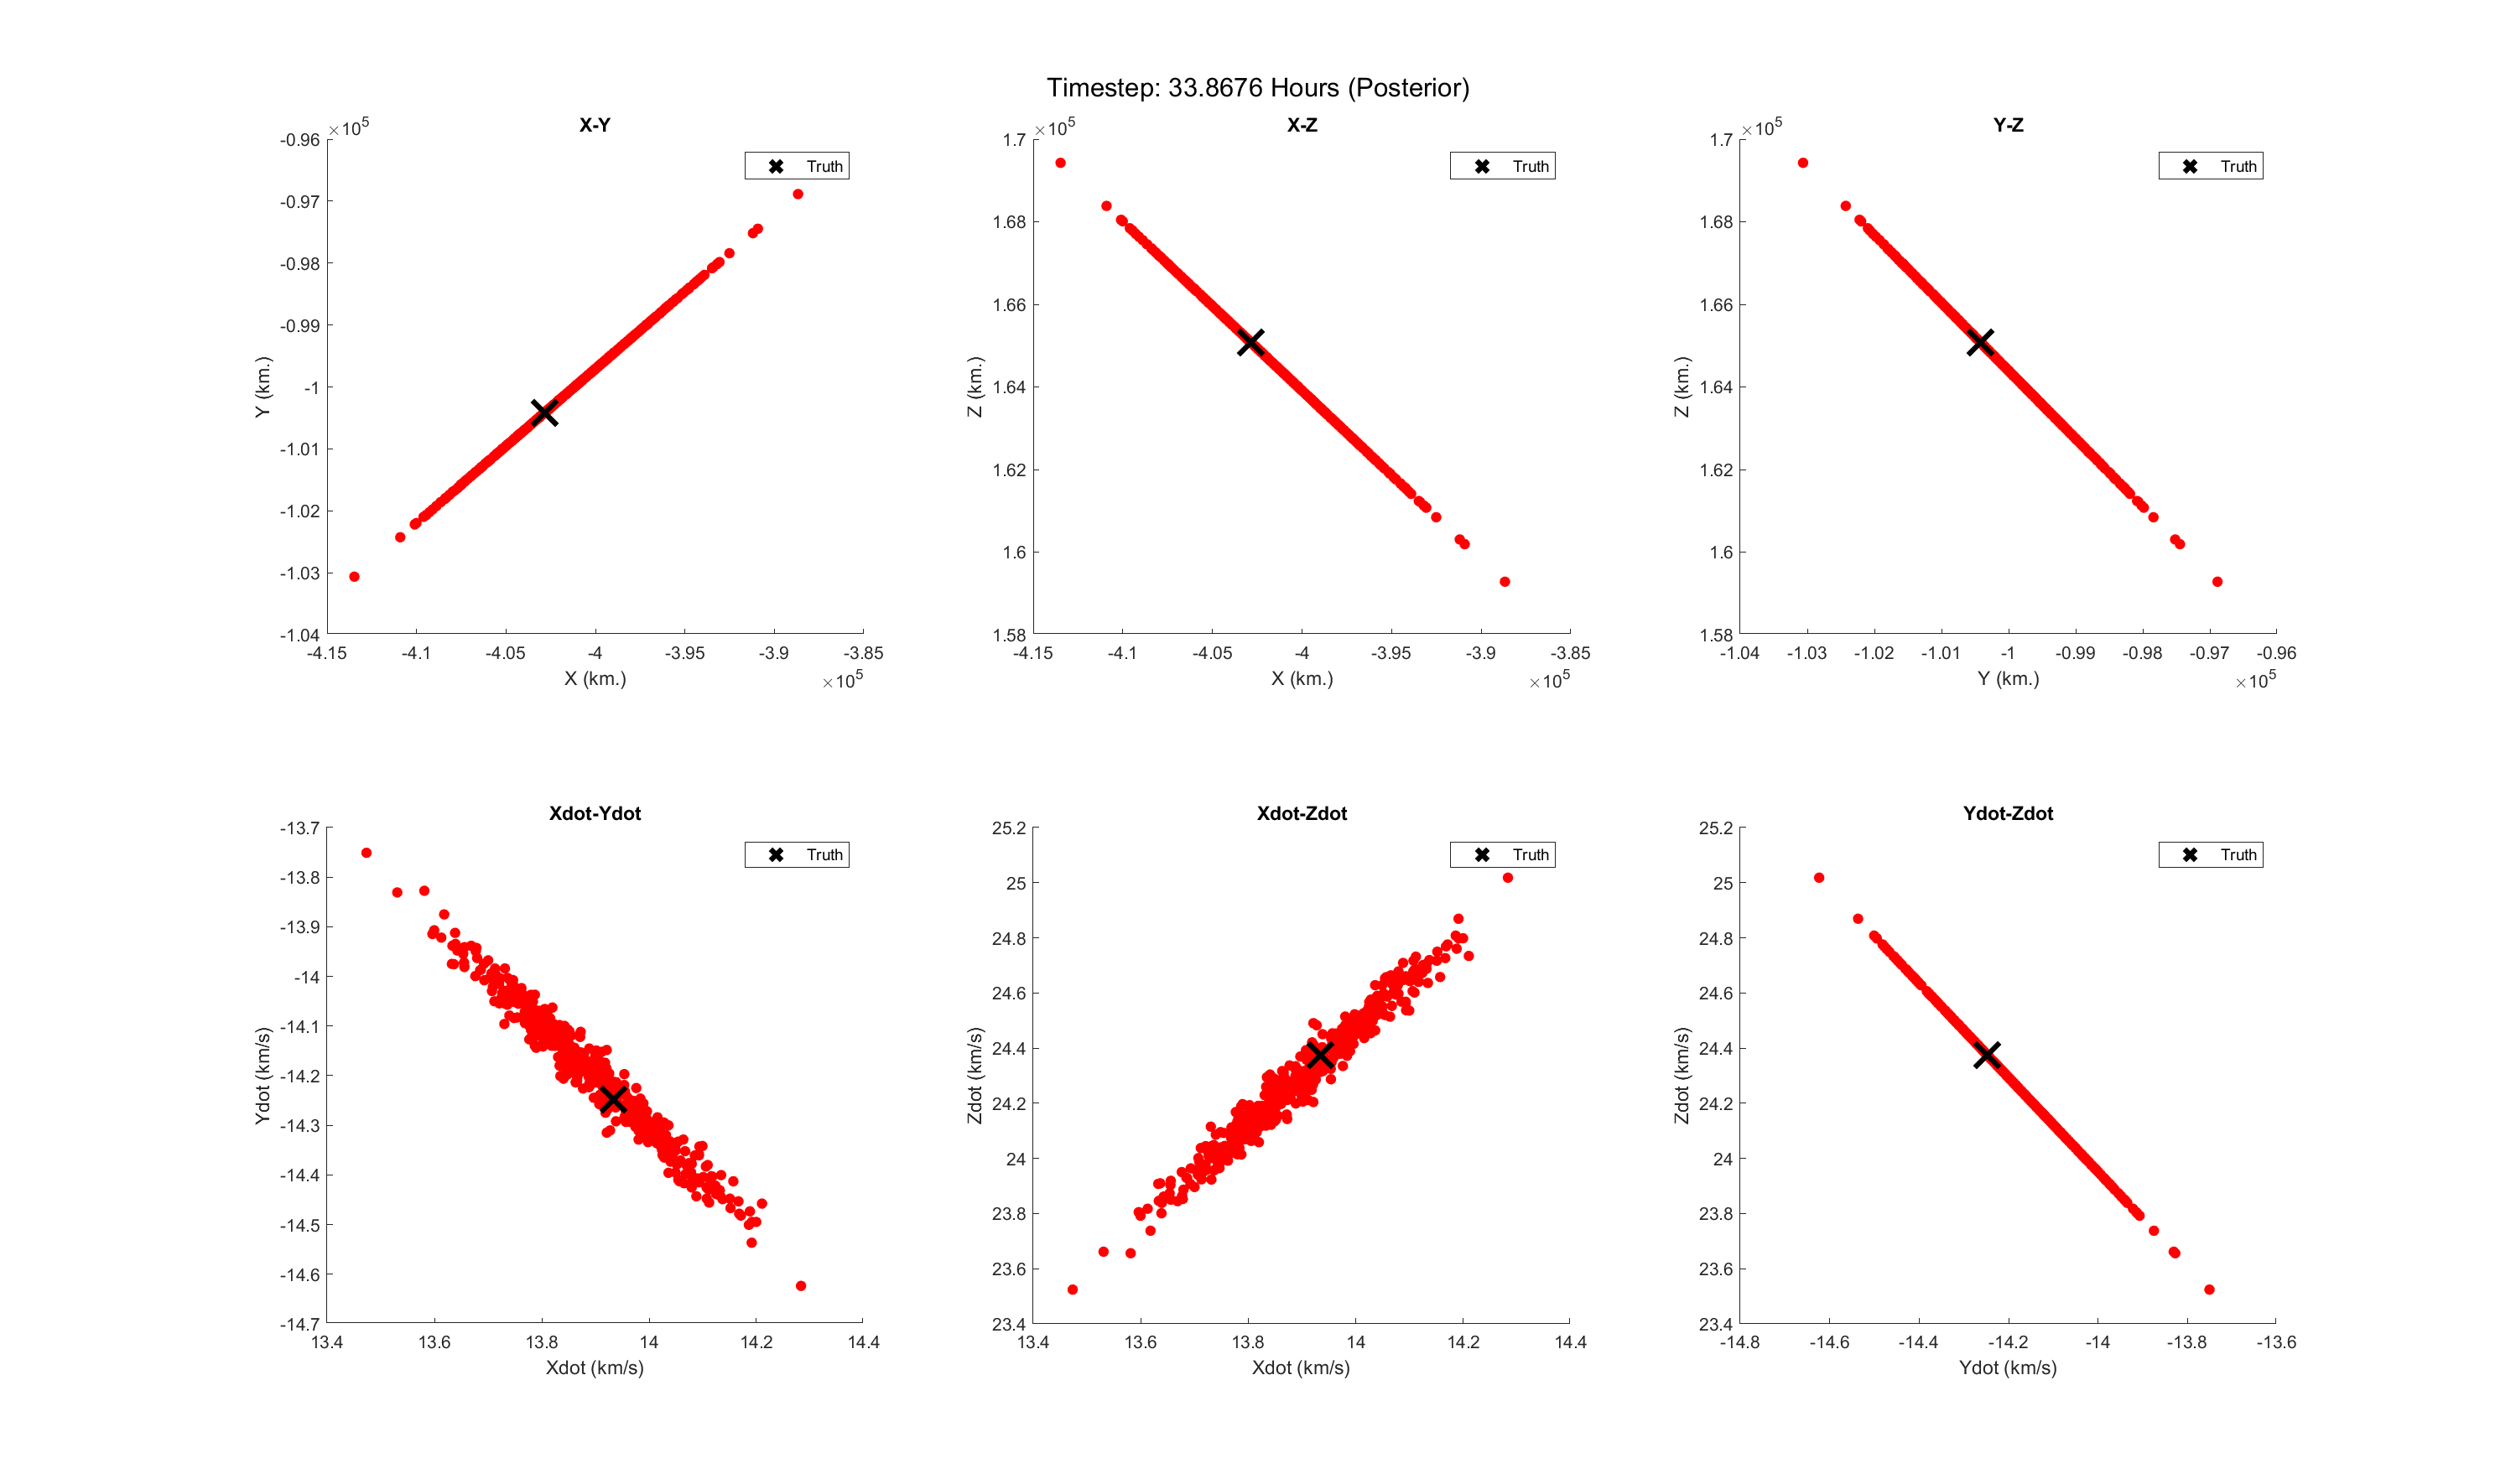 Timestep: 33.8676 Hours (Posterior)
X-Y
×10^5
-0.96
-0.97
-0.98
-0.99
-1
-1.01
-1.02
-1.03
-1.04
Y (km.)
Truth
-4.15 -4.1 -4.05 -4 -3.95 -3.9 -3.85
X (km.)
×10^5
X-Z
×10^5
1.7
1.68
1.66
1.64
1.62
1.6
1.58
Z (km.)
Truth
-4.15 -4.1 -4.05 -4 -3.95 -3.9 -3.85
X (km.)
×10^5
Y-Z
×10^5
1.7
1.68
1.66
1.64
1.62
1.6
1.58
Z (km.)
Truth
-1.04 -1.03 -1.02 -1.01 -1 -0.99 -0.98 -0.97 -0.96
Y (km.)
×10^5
Xdot-Ydot
-13.7
-13.8
-13.9
-14
-14.1
-14.2
-14.3
-14.4
-14.5
-14.6
-14.7
Ydot (km/s)
Truth
13.4 13.6 13.8 14 14.2 14.4
Xdot (km/s)
Xdot-Zdot
25.2
25
24.8
24.6
24.4
24.2
24
23.8
23.6
23.4
Zdot (km/s)
Truth
13.4 13.6 13.8 14 14.2 14.4
Xdot (km/s)
Ydot-Zdot
25.2
25
24.8
24.6
24.4
24.2
24
23.8
23.6
23.4
Zdot (km/s)
Truth
-14.8 -14.6 -14.4 -14.2 -14 -13.8 -13.6
Ydot (km/s)